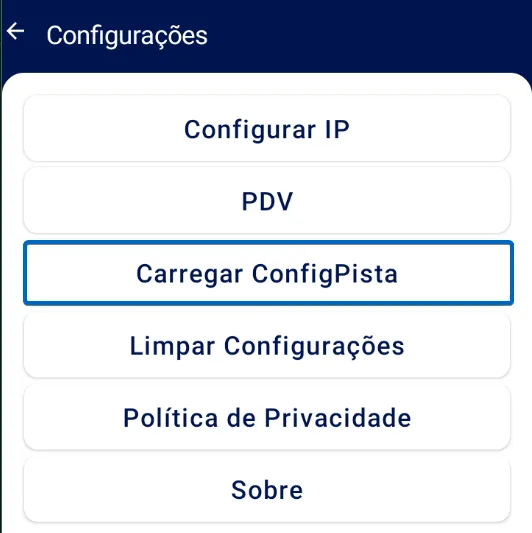 Configurações
Configurar IP
PDV
Carregar ConfigPista
Limpar Configurações
Política de Privacidade
Sobre